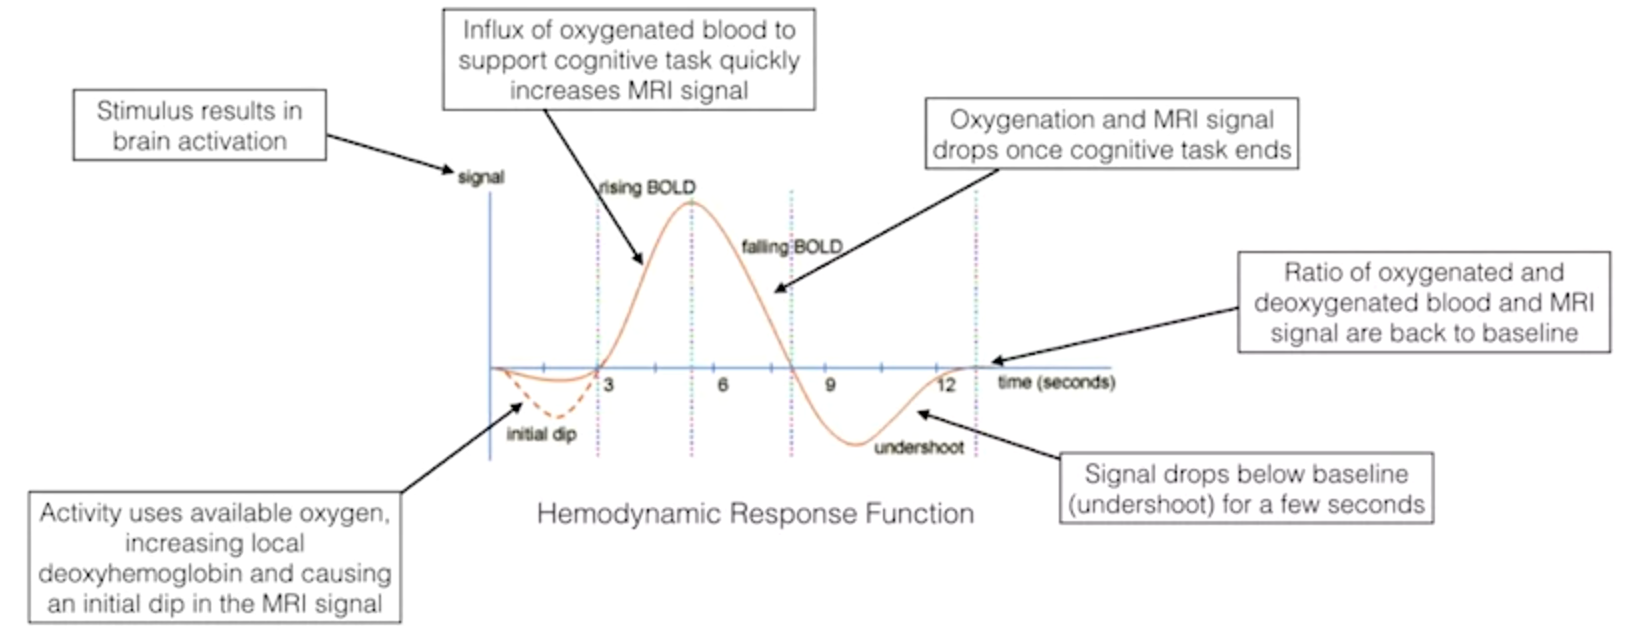 Influx of oxygenated blood to
support cognitive task quickly
increases MRI signal
Stimulus results in
brain activation
Oxygenation and MRI signal
drops once cognitive task ends
signal
rising BOLD
falling BOLD
Ratio of oxygenated and
deoxygenated blood and MRI
signal are back to baseline
3
6
9
12
time (seconds)
initial dip
undershoot
Signal drops below baseline
(undershoot) for a few seconds
Activity uses available oxygen,
increasing local
deoxyhemoglobin and causing
an initial dip in the MRI signal
Hemodynamic Response Function